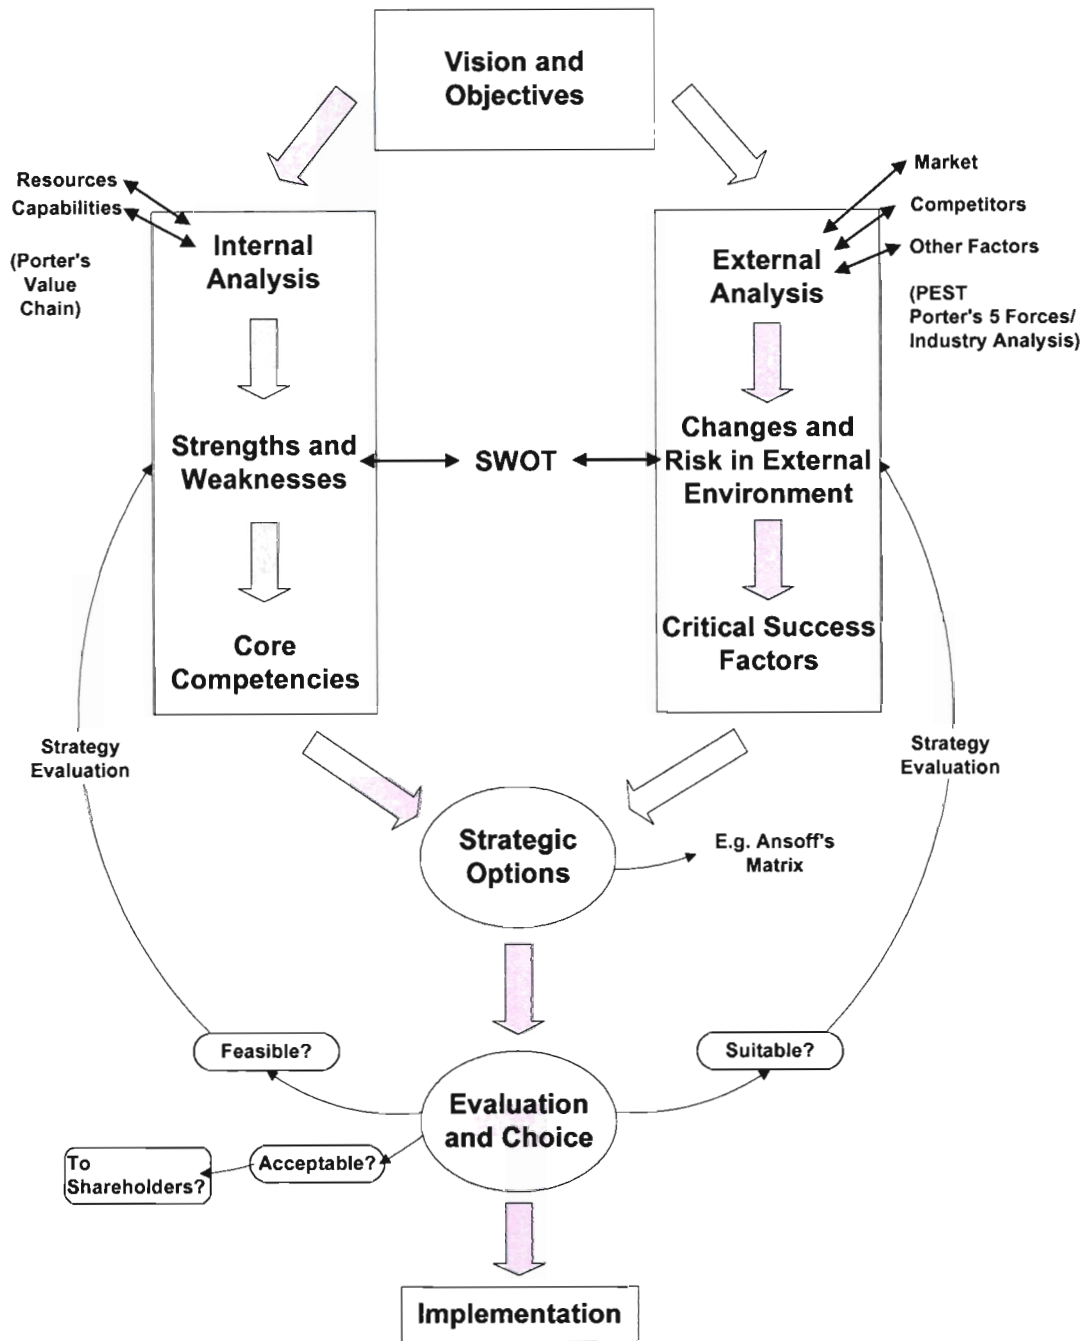 Vision and
Objectives
Resources
Capabilities
(Porter's
Value
Chain)
Internal
Analysis
Strengths and
Weaknesses
Core
Competencies
SWOT
Market
Competitors
Other Factors
(PEST
Porter's 5 Forces/
Industry Analysis)
External
Analysis
Changes and
Risk in External
Environment
Critical Success
Factors
Strategy
Evaluation
Strategy
Evaluation
Strategic
Options
E.g. Ansoff's
Matrix
Feasible?
Suitable?
Evaluation
and Choice
Acceptable?
To
Shareholders?
Implementation